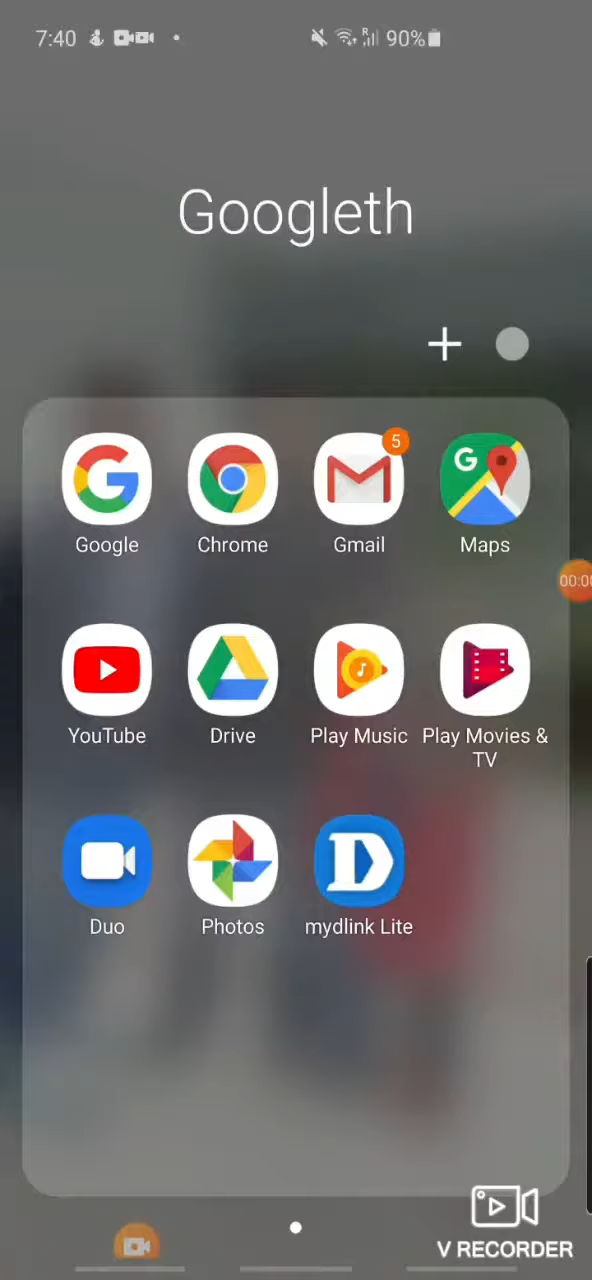 7:40
R
90%
Googleth
5
G
Google
Chrome
Gmail
Maps
00:00
YouTube
Drive
Play Music
Play Movies &
TV
Duo
Photos
mydlink Lite
V RECORDER